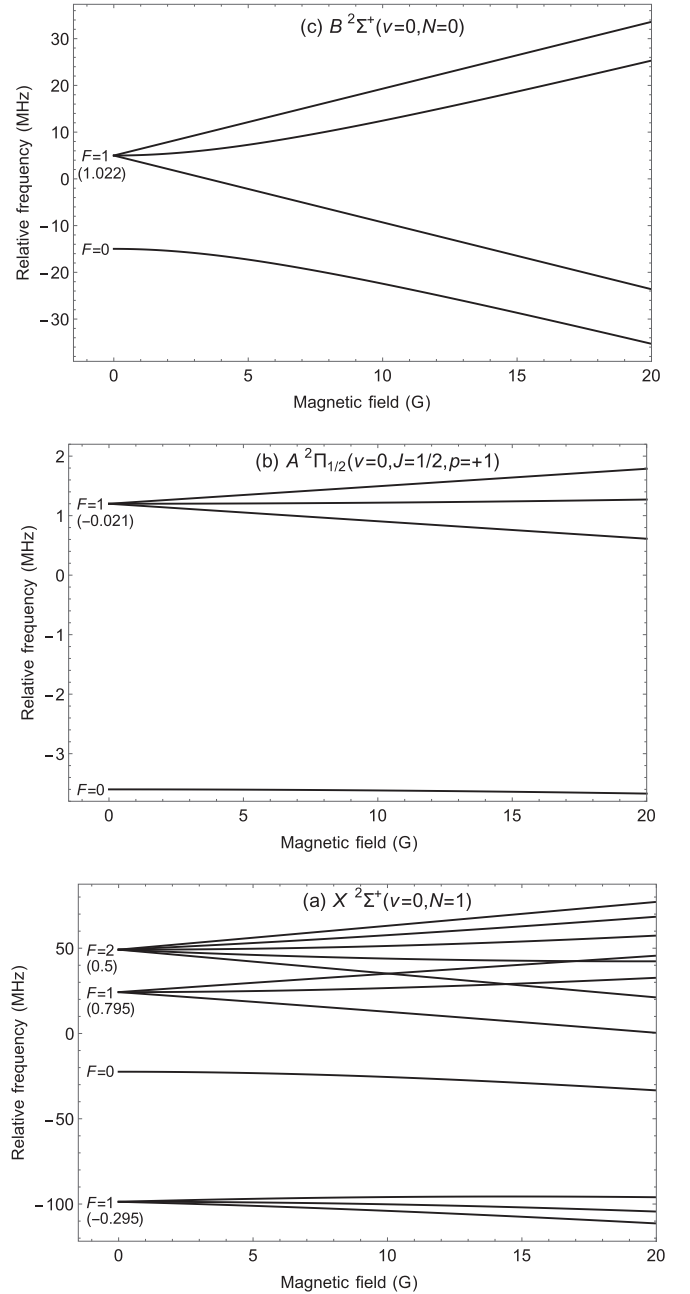 (c) B ²Σ⁺(v=0,N=0)
Relative frequency (MHz)
30
20
10
0
−10
−20
−30
F=1
(1.022)
F=0
0 5 10 15 20
Magnetic field (G)
(b) A ²Π₁/₂(v=0,J=1/2,p=+1)
Relative frequency (MHz)
2
1
0
−1
−2
−3
F=1
(−0.021)
F=0
0 5 10 15 20
Magnetic field (G)
(a) X ²Σ⁺(v=0,N=1)
Relative frequency (MHz)
50
0
−50
−100
F=2
(0.5)
F=1
(0.795)
F=0
F=1
(−0.295)
0 5 10 15 20
Magnetic field (G)